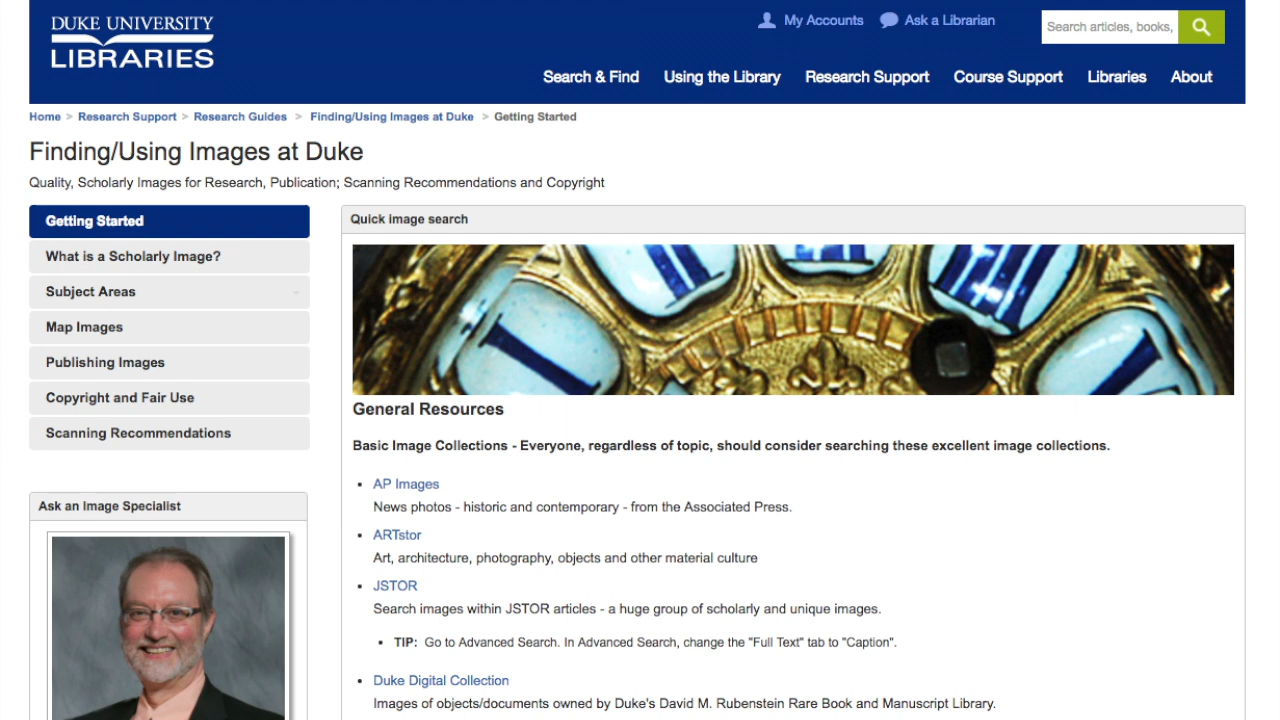 DUKE UNIVERSITY
LIBRARIES
My Accounts
Ask a Librarian
Search articles, books,
Search & Find
Using the Library
Research Support
Course Support
Libraries
About
Home > Research Support > Research Guides > Finding/Using Images at Duke > Getting Started
Finding/Using Images at Duke
Quality, Scholarly Images for Research, Publication; Scanning Recommendations and Copyright
Getting Started
What is a Scholarly Image?
Subject Areas
Map Images
Publishing Images
Copyright and Fair Use
Scanning Recommendations
Ask an Image Specialist
Quick image search
General Resources
Basic Image Collections - Everyone, regardless of topic, should consider searching these excellent image collections.
• AP Images
News photos - historic and contemporary - from the Associated Press.
• ARTstor
Art, architecture, photography, objects and other material culture
• JSTOR
Search images within JSTOR articles - a huge group of scholarly and unique images.
• TIP: Go to Advanced Search. In Advanced Search, change the "Full Text" tab to "Caption".
• Duke Digital Collection
Images of objects/documents owned by Duke's David M. Rubenstein Rare Book and Manuscript Library.